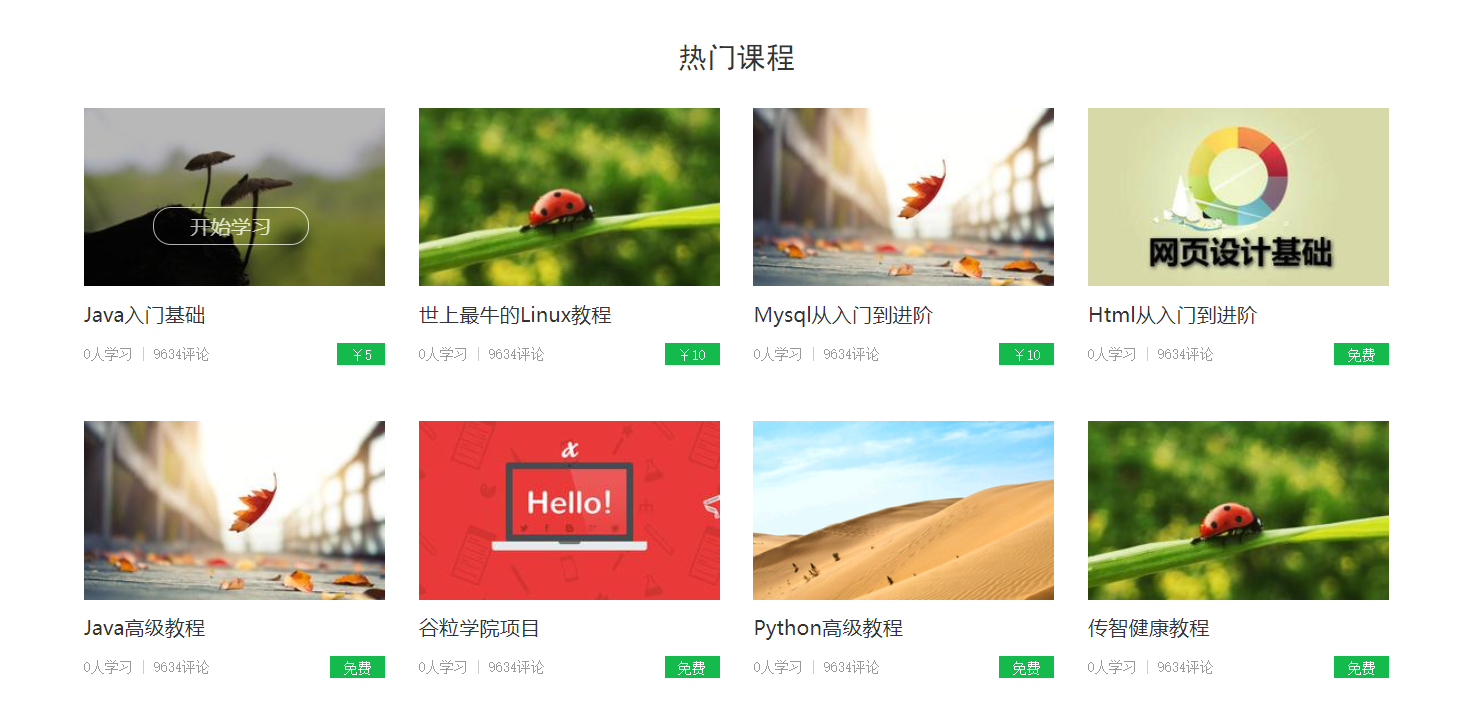 热门课程
开始学习
网页设计基础
Java入门基础
世上最牛的Linux教程
Mysql从入门到进阶
Html从入门到进阶
0人学习 | 9634评论
￥5
0人学习 | 9634评论
￥10
0人学习 | 9634评论
￥10
0人学习 | 9634评论
免费
Hello!
Java高级教程
谷粒学院项目
Python高级教程
传智健康教程
0人学习 | 9634评论
免费
0人学习 | 9634评论
免费
0人学习 | 9634评论
免费
0人学习 | 9634评论
免费